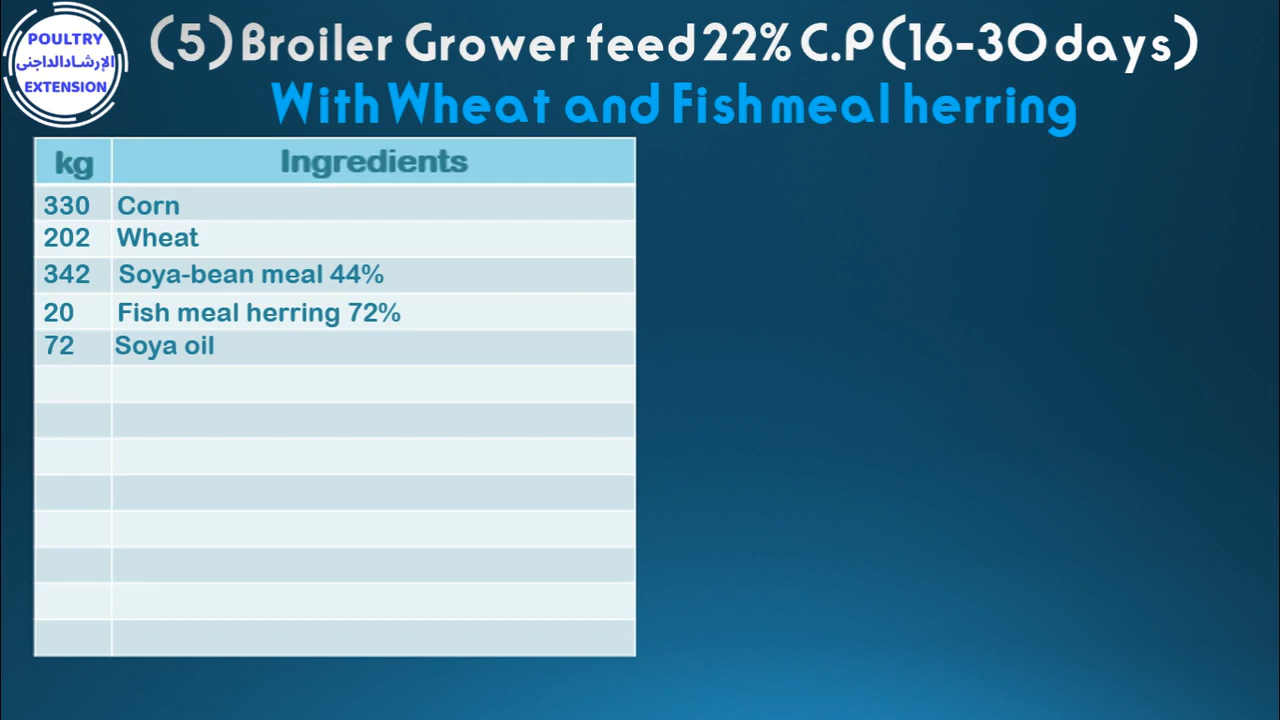 POULTRY
الإرشادالداجنى
EXTENSION
(5) Broiler Grower feed 22% C.P (16-30 days)
With Wheat and Fish meal herring
kg Ingredients
330 Corn
202 Wheat
342 Soya-bean meal 44%
20 Fish meal herring 72%
72 Soya oil